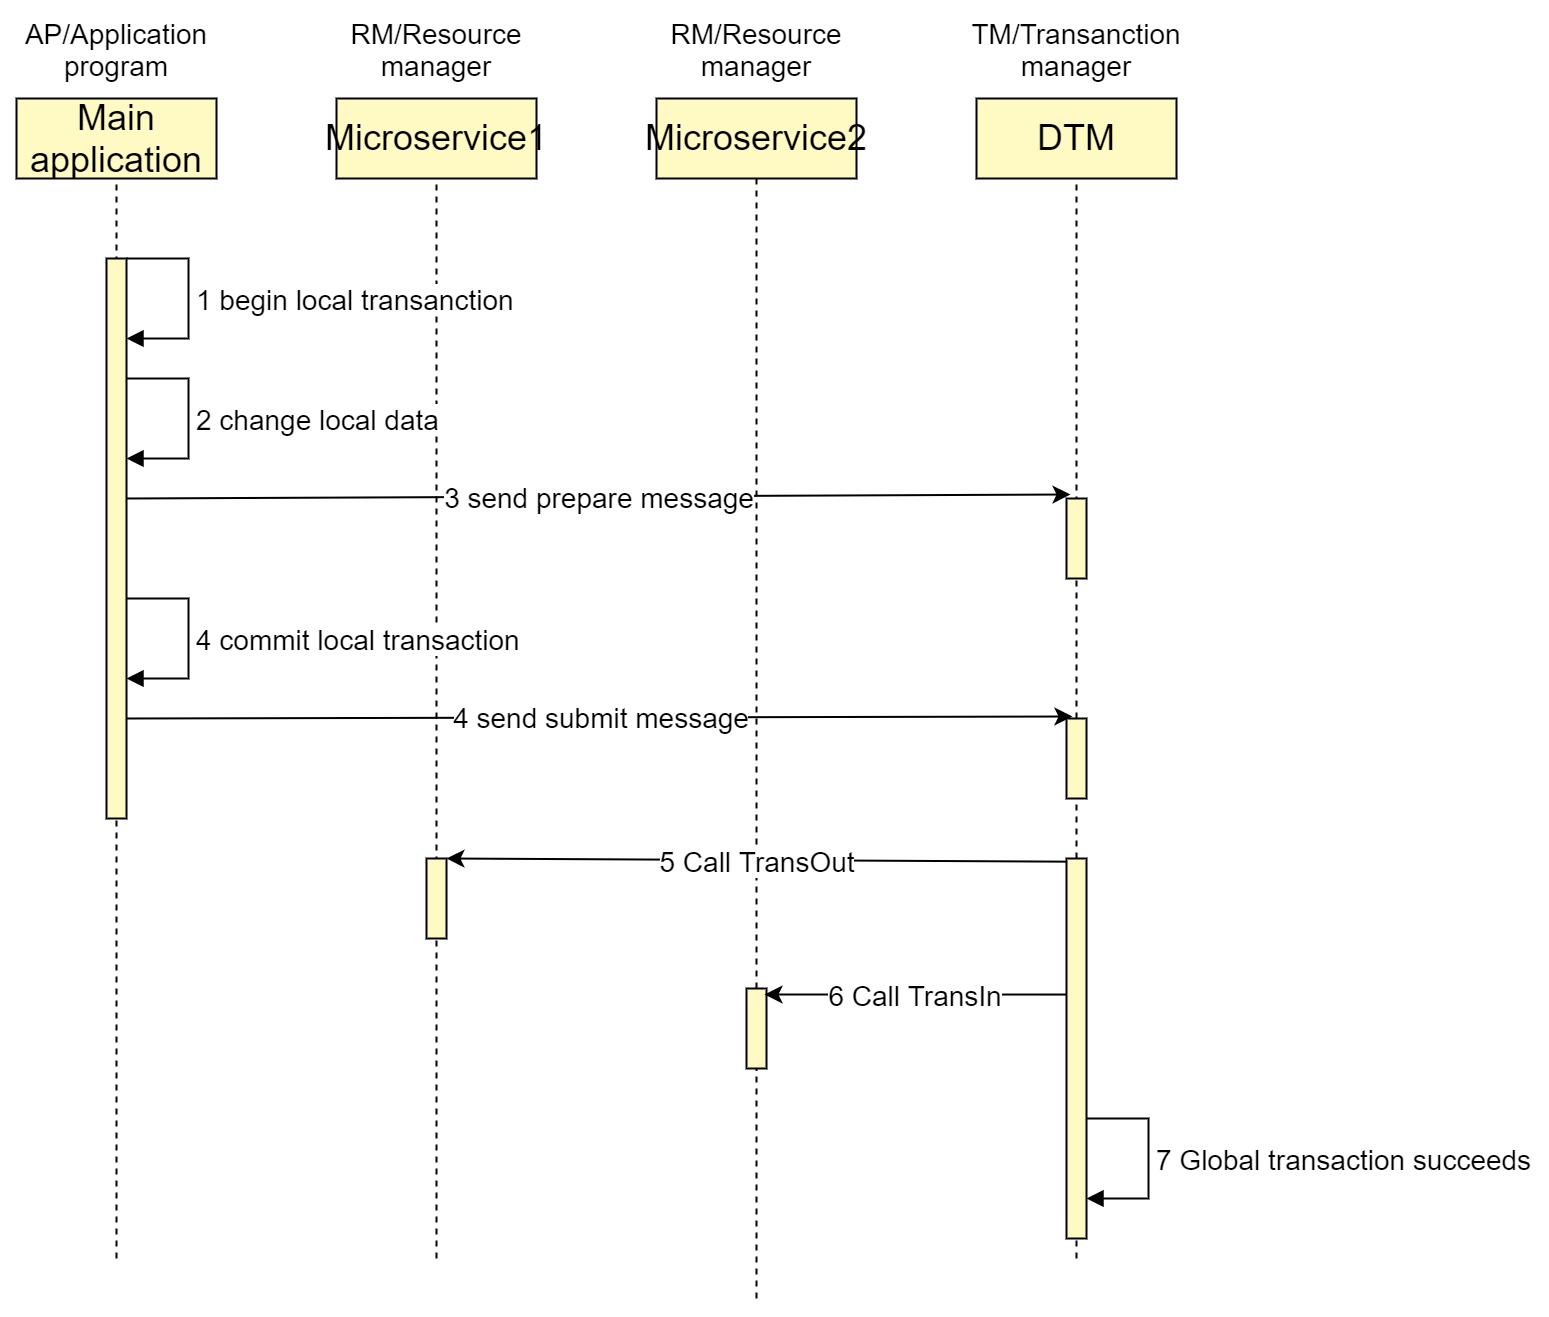 AP/Application
program
RM/Resource
manager
RM/Resource
manager
TM/Transanction
manager
Main
application
Microservice1
Microservice2
DTM
1 begin local transanction
2 change local data
3 send prepare message
4 commit local transaction
4 send submit message
5 Call TransOut
6 Call TransIn
7 Global transaction succeeds